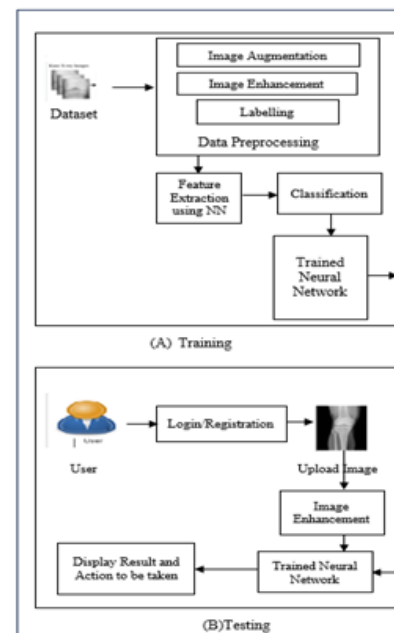 Image Augmentation
Image Enhancement
Dataset
Labelling
Data Preprocessing
Feature
Extraction
using NN
Classification
Trained
Neural
Network
(A) Training
User
Login/Registration
User
Upload Image
Image
Enhancement
Display Result and
Action to be taken
Trained Neural
Network
(B)Testing